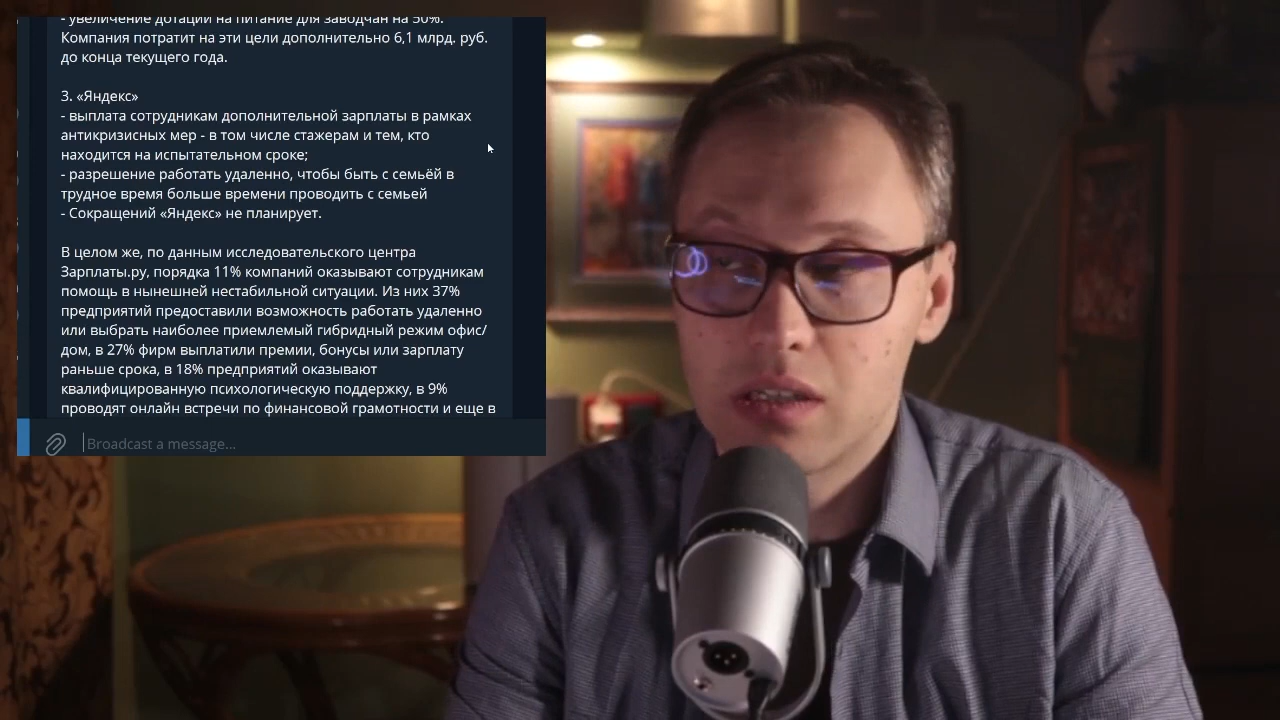 - увеличение дотации на питание для заводчан на 50%.
Компания потратит на эти цели дополнительно 6,1 млрд. руб.
до конца текущего года.
3. «Яндекс»
- выплата сотрудникам дополнительной зарплаты в рамках
антикризисных мер - в том числе стажерам и тем, кто
находится на испытательном сроке;
- разрешение работать удаленно, чтобы быть с семьёй в
трудное время больше времени проводить с семьей
- Сокращений «Яндекс» не планирует.
В целом же, по данным исследовательского центра
Зарплаты.ру, порядка 11% компаний оказывают сотрудникам
помощь в нынешней нестабильной ситуации. Из них 37%
предприятий предоставили возможность работать удаленно
или выбрать наиболее приемлемый гибридный режим офис/
дом, в 27% фирм выплатили премии, бонусы или зарплату
раньше срока, в 18% предприятий оказывают
квалифицированную психологическую поддержку, в 9%
проводят онлайн встречи по финансовой грамотности и еще в
Broadcast a message...